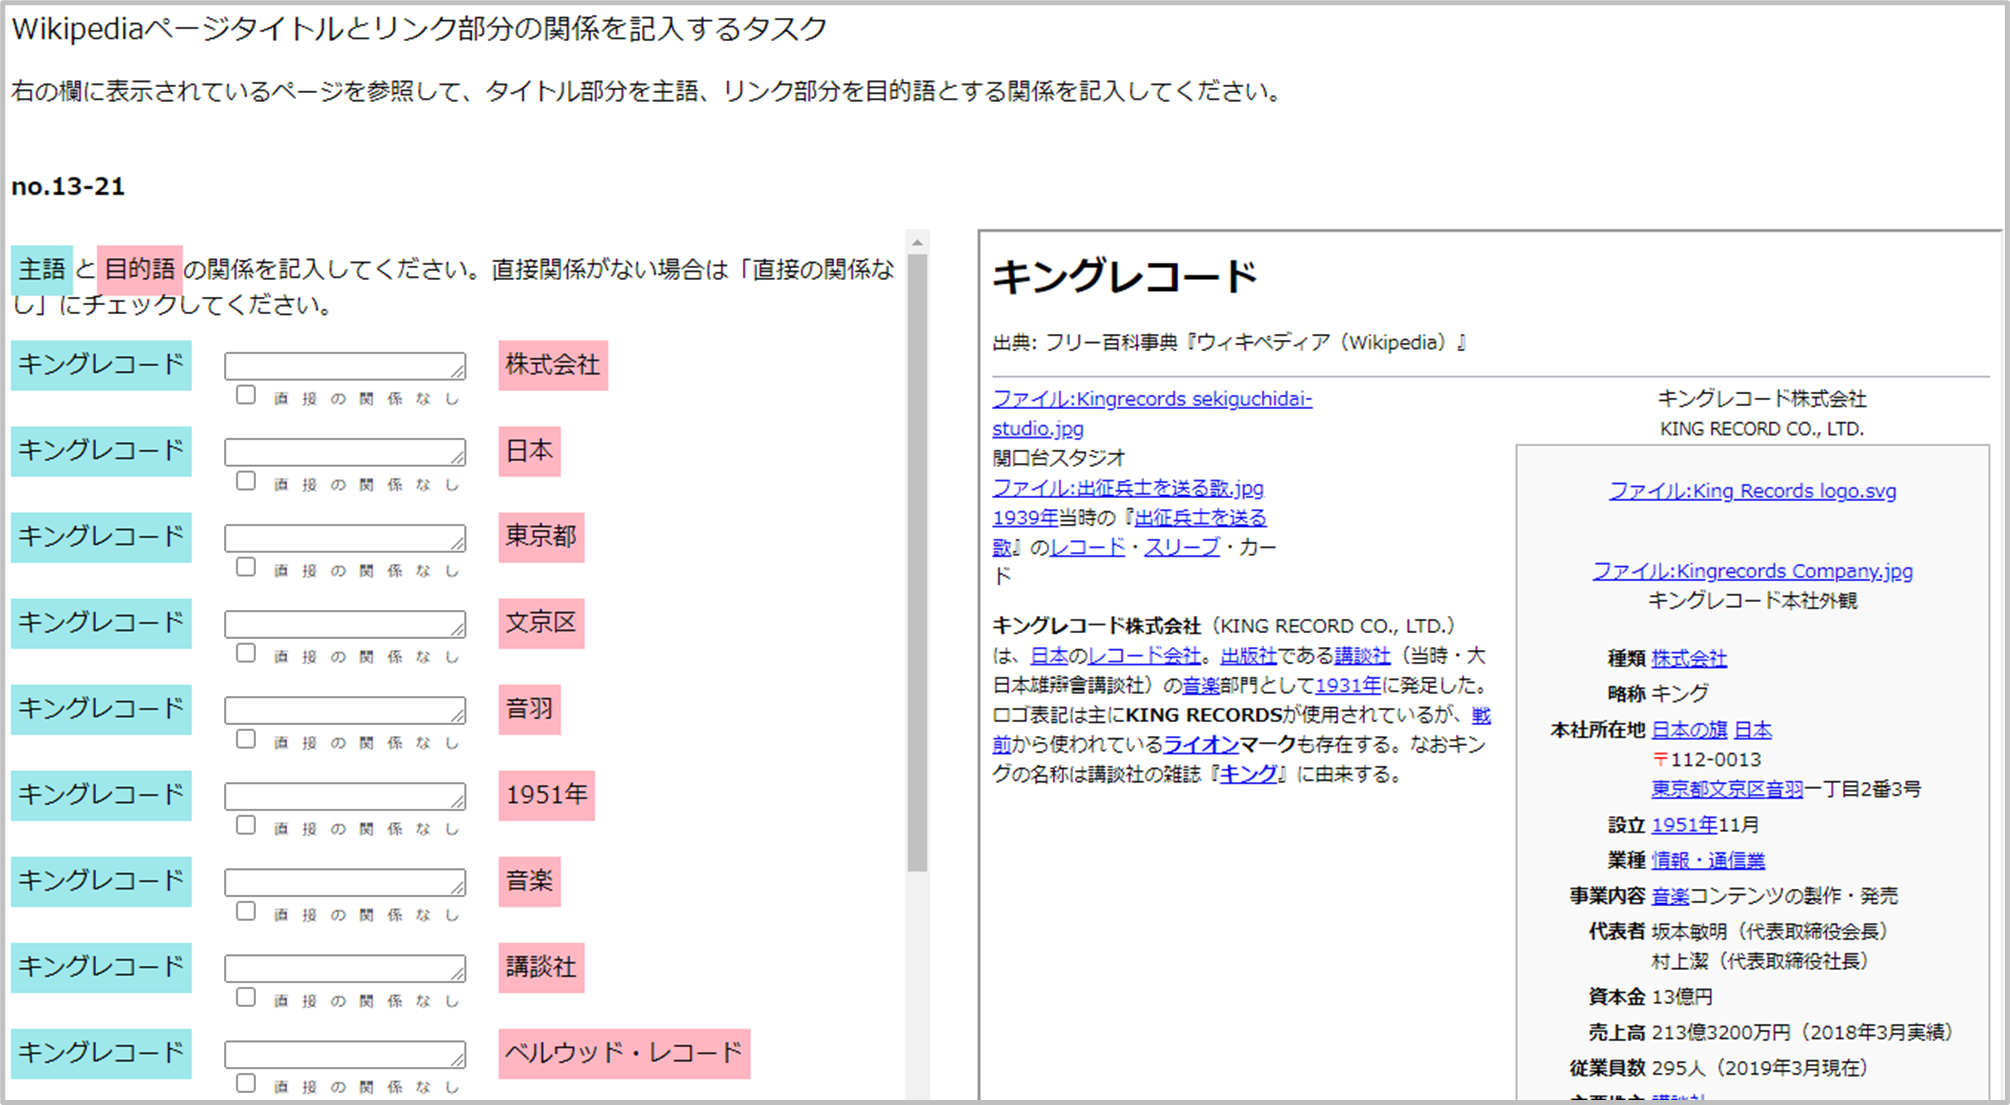 Wikipediaページタイトルとリンク部分の関係を記入するタスク
右の欄に表示されているページを参照して、タイトル部分を主語、リンク部分を目的語とする関係を記入してください。
no.13-21
主語 と 目的語 の関係を記入してください。直接関係がない場合は「直接の関係な
し」にチェックしてください。
キングレコード 株式会社
直接の関係なし
キングレコード 日本
直接の関係なし
キングレコード 東京都
直接の関係なし
キングレコード 文京区
直接の関係なし
キングレコード 音羽
直接の関係なし
キングレコード 1951年
直接の関係なし
キングレコード 音楽
直接の関係なし
キングレコード 講談社
直接の関係なし
キングレコード ベルウッド・レコード
直接の関係なし
キングレコード
出典: フリー百科事典『ウィキペディア（Wikipedia）』
ファイル:Kingrecords sekiguchidai-
studio.jpg
関口台スタジオ
ファイル:出征兵士を送る歌.jpg
1939年当時の『出征兵士を送る
歌』のレコード・スリーブ・カー
ド
キングレコード株式会社（KING RECORD CO., LTD.）
は、日本のレコード会社。出版社である講談社（当時・大
日本雄辯會講談社）の音楽部門として1931年に発足した。
ロゴ表記は主にKING RECORDSが使用されているが、戦
前から使われているライオンマークも存在する。なおキン
グの名称は講談社の雑誌『キング』に由来する。
キングレコード株式会社
KING RECORD CO., LTD.
ファイル:King Records logo.svg
ファイル:Kingrecords Company.jpg
キングレコード本社外観
種類 株式会社
略称 キング
本社所在地 日本の旗 日本
〒112-0013
東京都文京区音羽一丁目2番3号
設立 1951年11月
業種 情報・通信業
事業内容 音楽コンテンツの製作・発売
代表者 坂本敏明（代表取締役会長）
村上潔（代表取締役社長）
資本金 13億円
売上高 213億3200万円（2018年3月実績）
従業員数 295人（2019年3月現在）